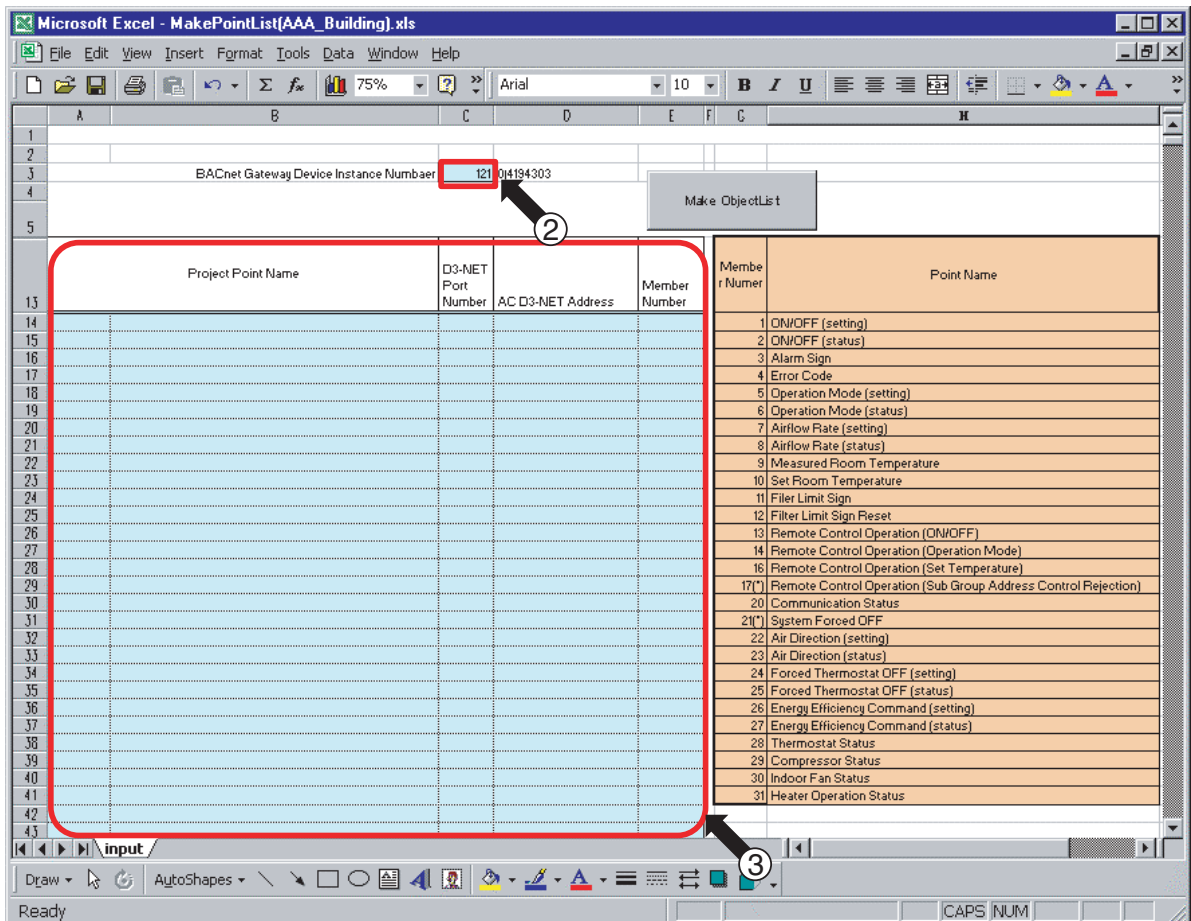 Microsoft Excel - MakePointList(AAA_Building).xls
File Edit View Insert Format Tools Data Window Help
75% Arial 10 B I U
A B C D E F G H
1
2
3 BACnet Gateway Device Instance Numbaer 121 0|4194303
4
Make ObjectList
5
②
13 Project Point Name D3-NET Port Number AC D3-NET Address Member Number Membe r Numer Point Name
14 1 ON/OFF (setting)
15 2 ON/OFF (status)
16 3 Alarm Sign
17 4 Error Code
18 5 Operation Mode (setting)
19 6 Operation Mode (status)
20 7 Airflow Rate (setting)
21 8 Airflow Rate (status)
22 9 Measured Room Temperature
23 10 Set Room Temperature
24 11 Filer Limit Sign
25 12 Filter Limit Sign Reset
26 13 Remote Control Operation (ON/OFF)
27 14 Remote Control Operation (Operation Mode)
28 16 Remote Control Operation (Set Temperature)
29 17(*) Remote Control Operation (Sub Group Address Control Rejection)
30 20 Communication Status
31 21(*) System Forced OFF
32 22 Air Direction (setting)
33 23 Air Direction (status)
34 24 Forced Thermostat OFF (setting)
35 25 Forced Thermostat OFF (status)
36 26 Energy Efficiency Command (setting)
37 27 Energy Efficiency Command (status)
38 28 Thermostat Status
39 29 Compressor Status
40 30 Indoor Fan Status
41 31 Heater Operation Status
42
43
input
③
Draw AutoShapes
Ready CAPS NUM